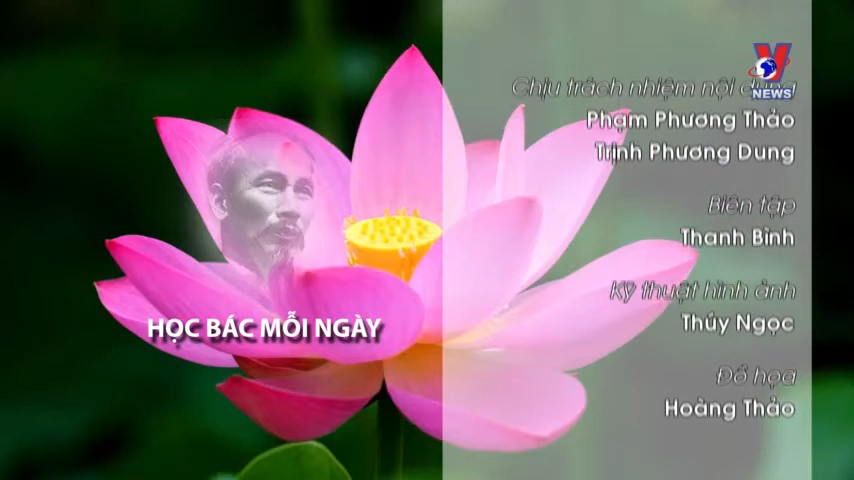 V
NEWS
Chịu trách nhiệm nội dung
Phạm Phương Thảo
Trịnh Phương Dung
Biên tập
Thanh Bình
Kỹ thuật hình ảnh
Thúy Ngọc
Đồ họa
Hoàng Thảo
HỌC BÁC MỖI NGÀY